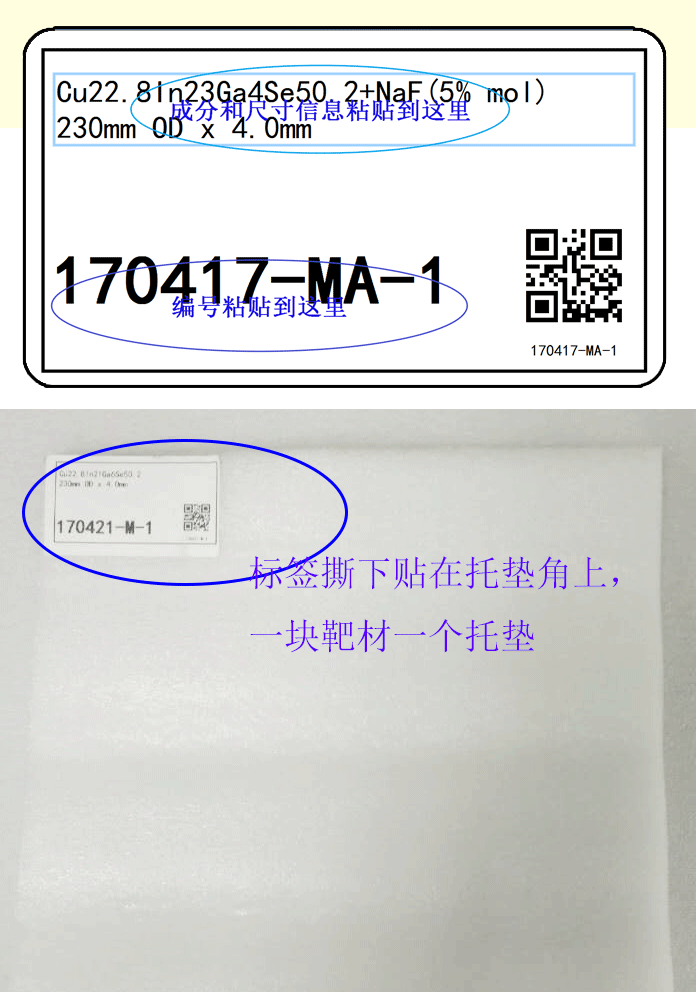 Cu22.8In23Ga4Se50.2+NaF(5% mol)
成分和尺寸信息粘贴到这里
230mm OD x 4.0mm
170417-MA-1
编号粘贴到这里
170417-MA-1
Cu22.8In21Ga6Se50.2
230mm OD x 4.0mm
170421-M-1
标签撕下贴在托垫角上，
一块靶材一个托垫